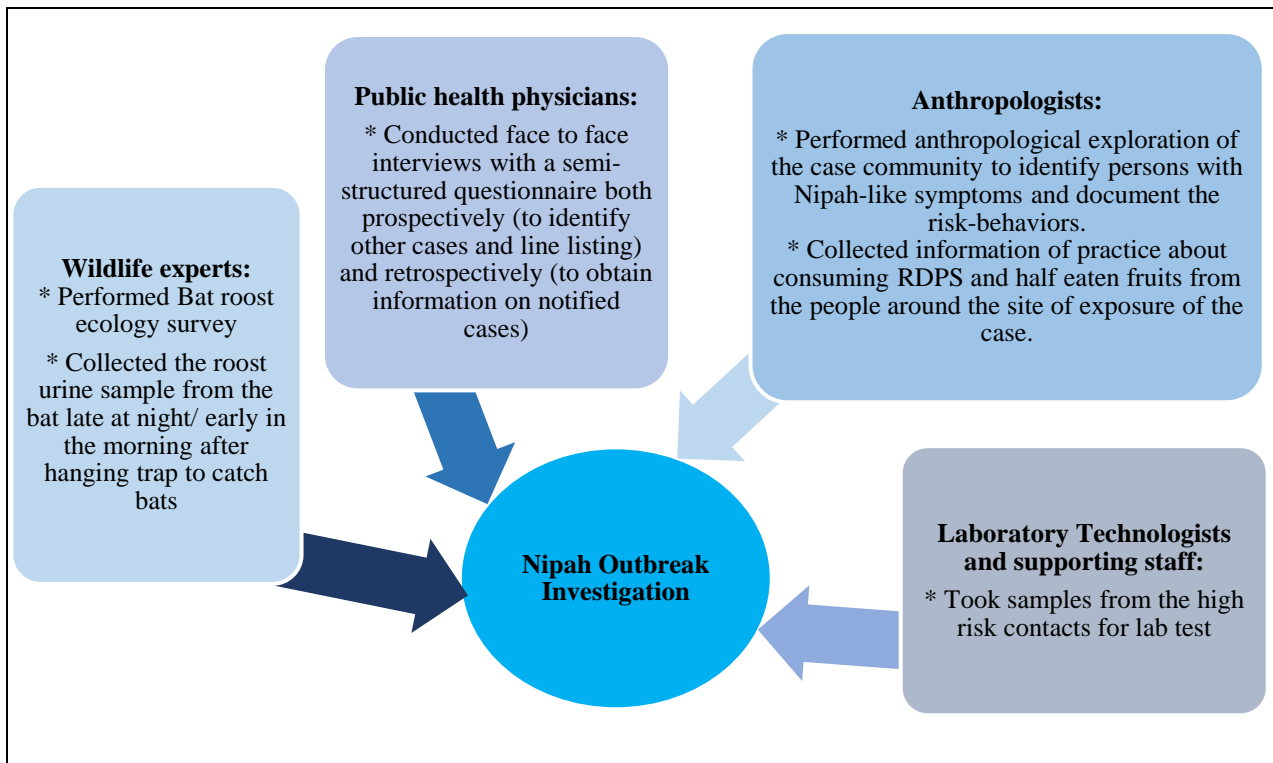 Wildlife experts:
* Performed Bat roost
ecology survey
* Collected the roost
urine sample from the
bat late at night/ early in
the morning after
hanging trap to catch
bats
Public health physicians:
* Conducted face to face
interviews with a semi-
structured questionnaire both
prospectively (to identify
other cases and line listing)
and retrospectively (to obtain
information on notified
cases)
Anthropologists:
* Performed anthropological exploration of
the case community to identify persons with
Nipah-like symptoms and document the
risk-behaviors.
* Collected information of practice about
consuming RDPS and half eaten fruits from
the people around the site of exposure of the
case.
Laboratory Technologists
and supporting staff:
* Took samples from the high
risk contacts for lab test
Nipah Outbreak
Investigation